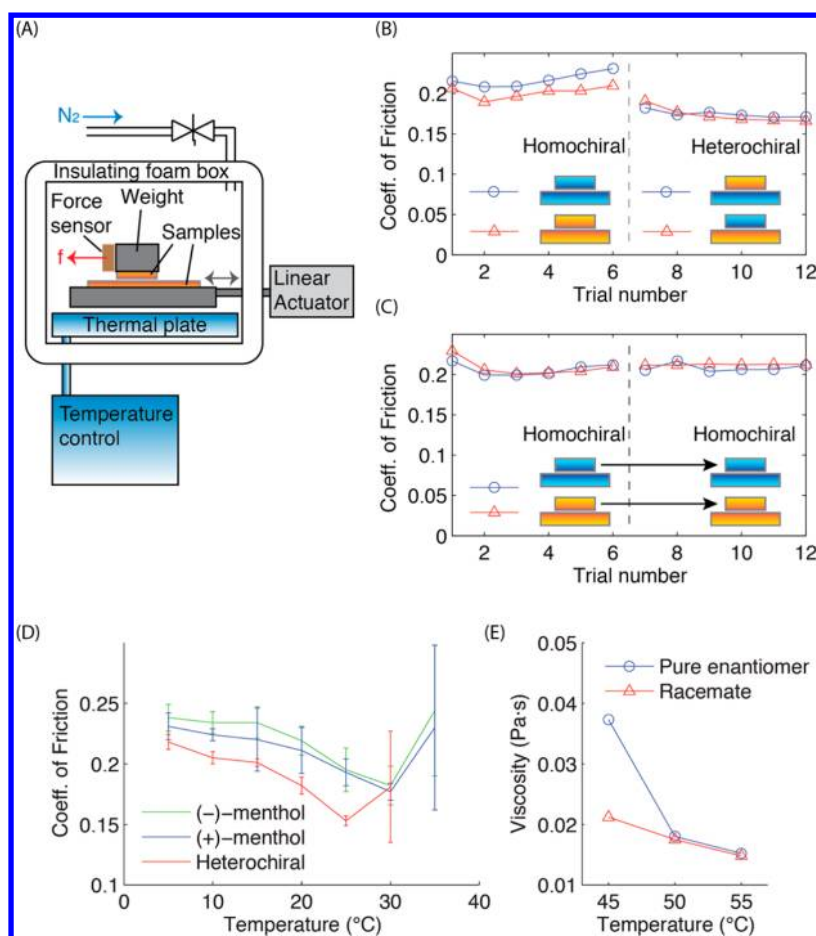 (A)
N2
Insulating foam box
Force
sensor
Weight
Samples
f
Linear
Actuator
Thermal plate
Temperature
control
(B)
Coeff. of Friction
0.2
0.15
0.1
0.05
0
Homochiral
Heterochiral
2 4 6 8 10 12
Trial number
(C)
Coeff. of Friction
0.2
0.15
0.1
0.05
0
Homochiral
Homochiral
2 4 6 8 10 12
Trial number
(D)
Coeff. of Friction
0.25
0.2
0.15
0.1
(−)-menthol
(+)-menthol
Heterochiral
0 10 20 30 40
Temperature (°C)
(E)
Viscosity (Pa·s)
0.05
0.04
0.03
0.02
0.01
Pure enantiomer
Racemate
45 50 55
Temperature (°C)